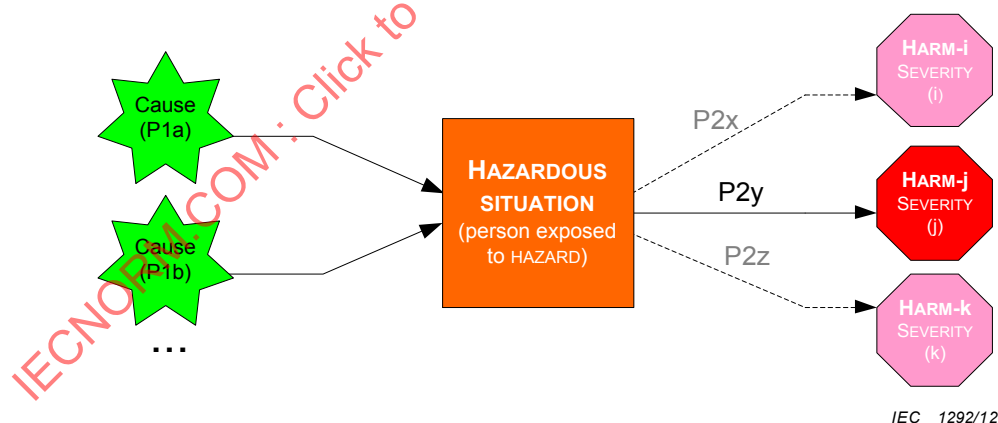 Cause
(P1a)
Cause
(P1b)
...
IECNORM.COM : Click to
HAZARDOUS
SITUATION
(person exposed
to HAZARD)
P2x
P2y
P2z
HARM-i
SEVERITY
(i)
HARM-j
SEVERITY
(j)
HARM-k
SEVERITY
(k)
IEC 1292/12